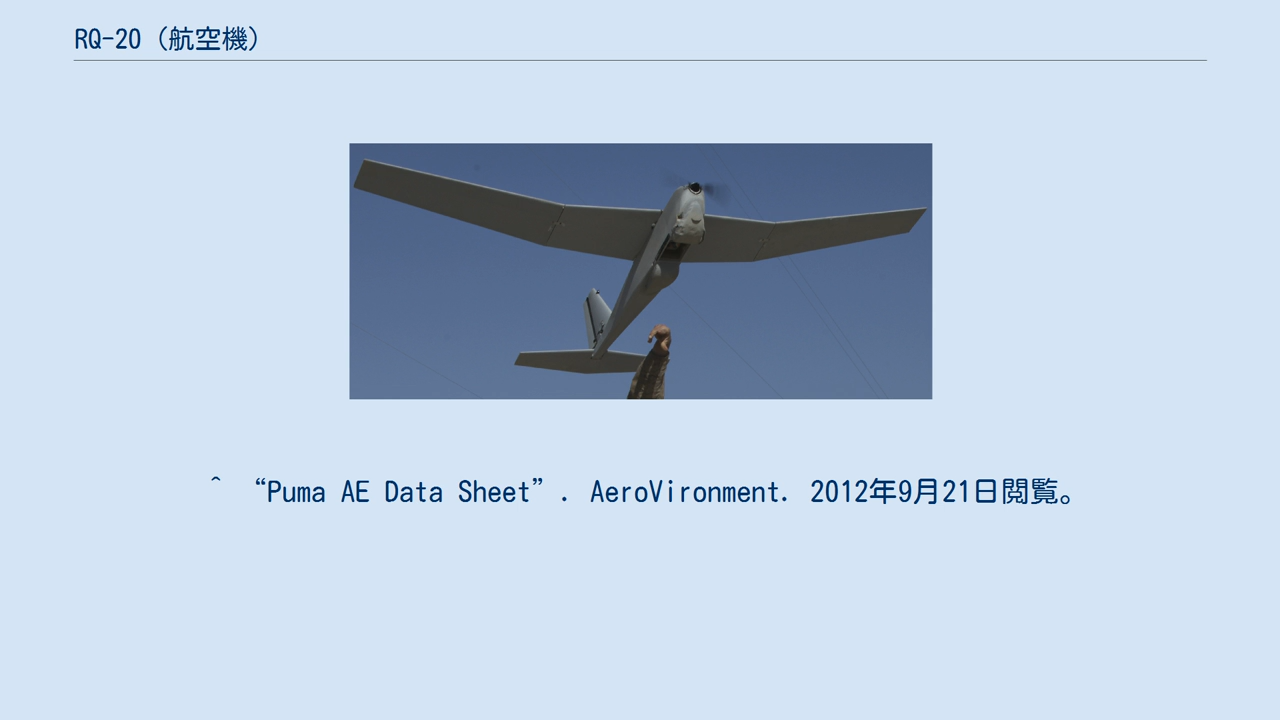 RQ-20（航空機）
^ “Puma AE Data Sheet”. AeroVironment. 2012年9月21日閲覧。